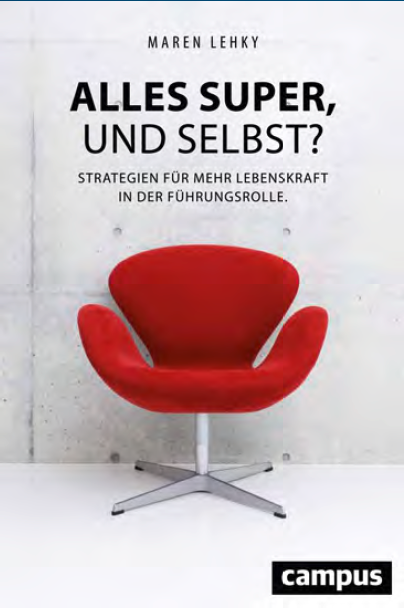 MAREN LEHKY
ALLES SUPER,
UND SELBST?
STRATEGIEN FÜR MEHR LEBENSKRAFT
IN DER FÜHRUNGSROLLE.
campus